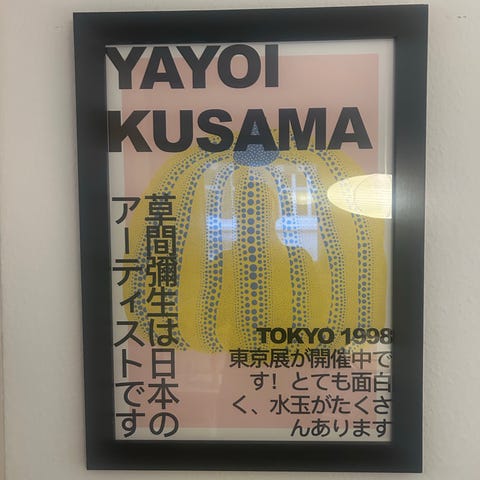 YAYOI
KUSAMA
草間彌生は日本の
アーティストです
TOKYO 1998
東京展が開催中で
す！とても面白
く、水玉がたくさ
んあります